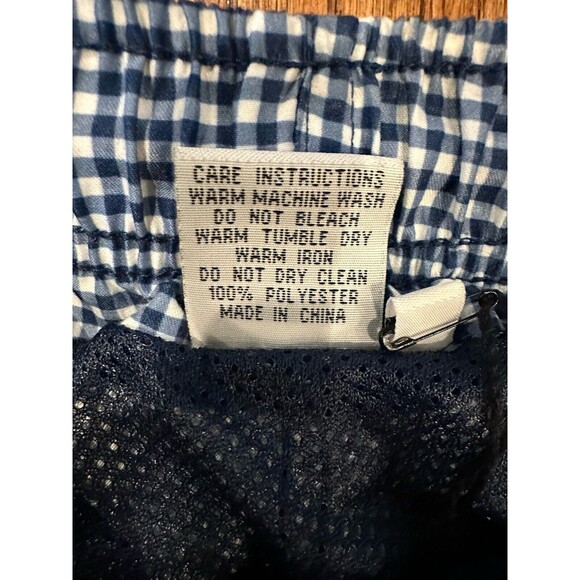 CARE INSTRUCTIONS
WARM MACHINE WASH
DO NOT BLEACH
WARM TUMBLE DRY
WARM IRON
DO NOT DRY CLEAN
100% POLYESTER
MADE IN CHINA